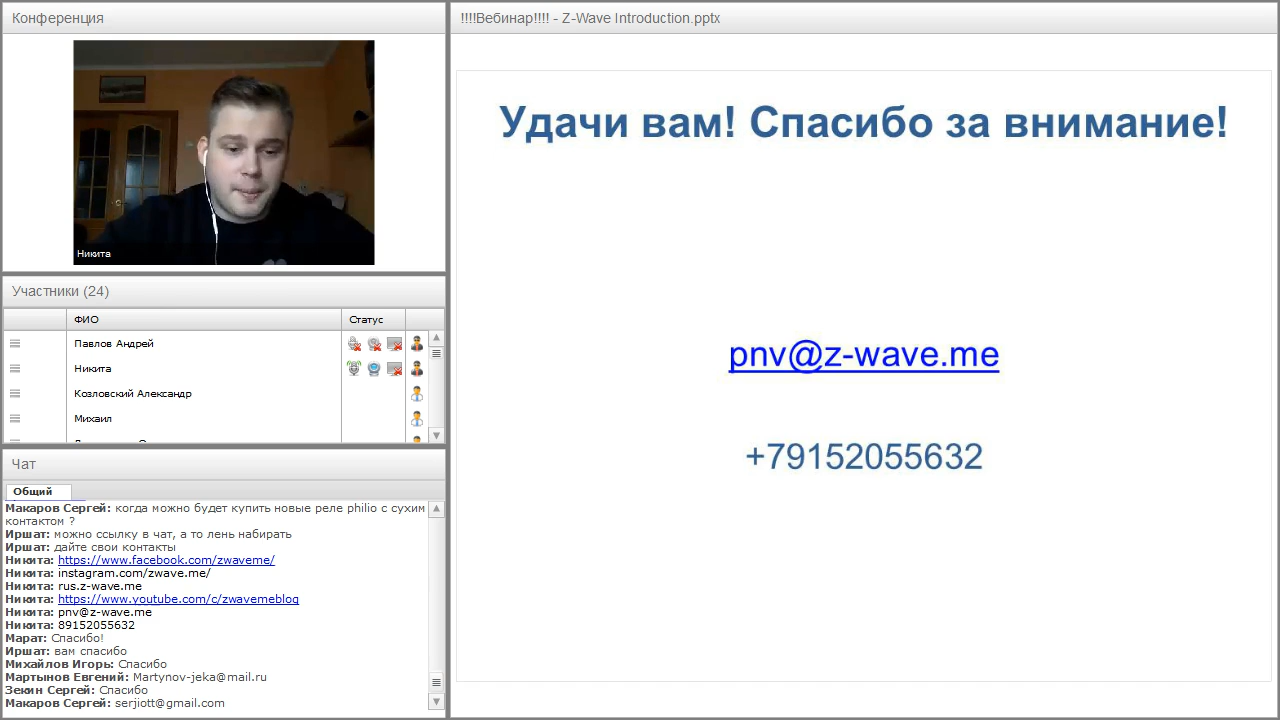 Конференция
Никита
Участники (24)
ФИО
Статус
Павлов Андрей
Никита
Козловский Александр
Михаил
Чат
Общий
Макаров Сергей: когда можно будет купить новые реле philio с сухим
контактом ?
Иршат: можно ссылку в чат, а то лень набирать
Иршат: дайте свои контакты
Никита: https://www.facebook.com/zwaveme/
Никита: instagram.com/zwave.me/
Никита: rus.z-wave.me
Никита: https://www.youtube.com/c/zwavemeblog
Никита: pnv@z-wave.me
Никита: 89152055632
Марат: Спасибо!
Иршат: вам спасибо
Михайлов Игорь: Спасибо
Мартынов Евгений: Martynov-jeka@mail.ru
Зекин Сергей: Спасибо
Макаров Сергей: serjiott@gmail.com
!!!!Вебинар!!!! - Z-Wave Introduction.pptx
Удачи вам! Спасибо за внимание!
pnv@z-wave.me
+79152055632